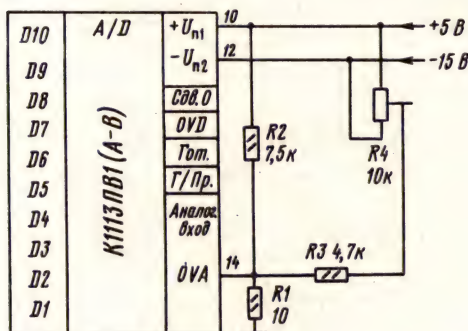 D10
D9
D8
D7
D6
D5
D4
D3
D2
D1
A/D
К1113ПВ1 (А-В)
+Uп1
-Uп2
Сдв. 0
OVD
Гот.
Г/Пр.
Аналог.
вход
OVA
10
12
14
+5 В
-15 В
R2
7,5к
R4
10к
R3 4,7к
R1
10